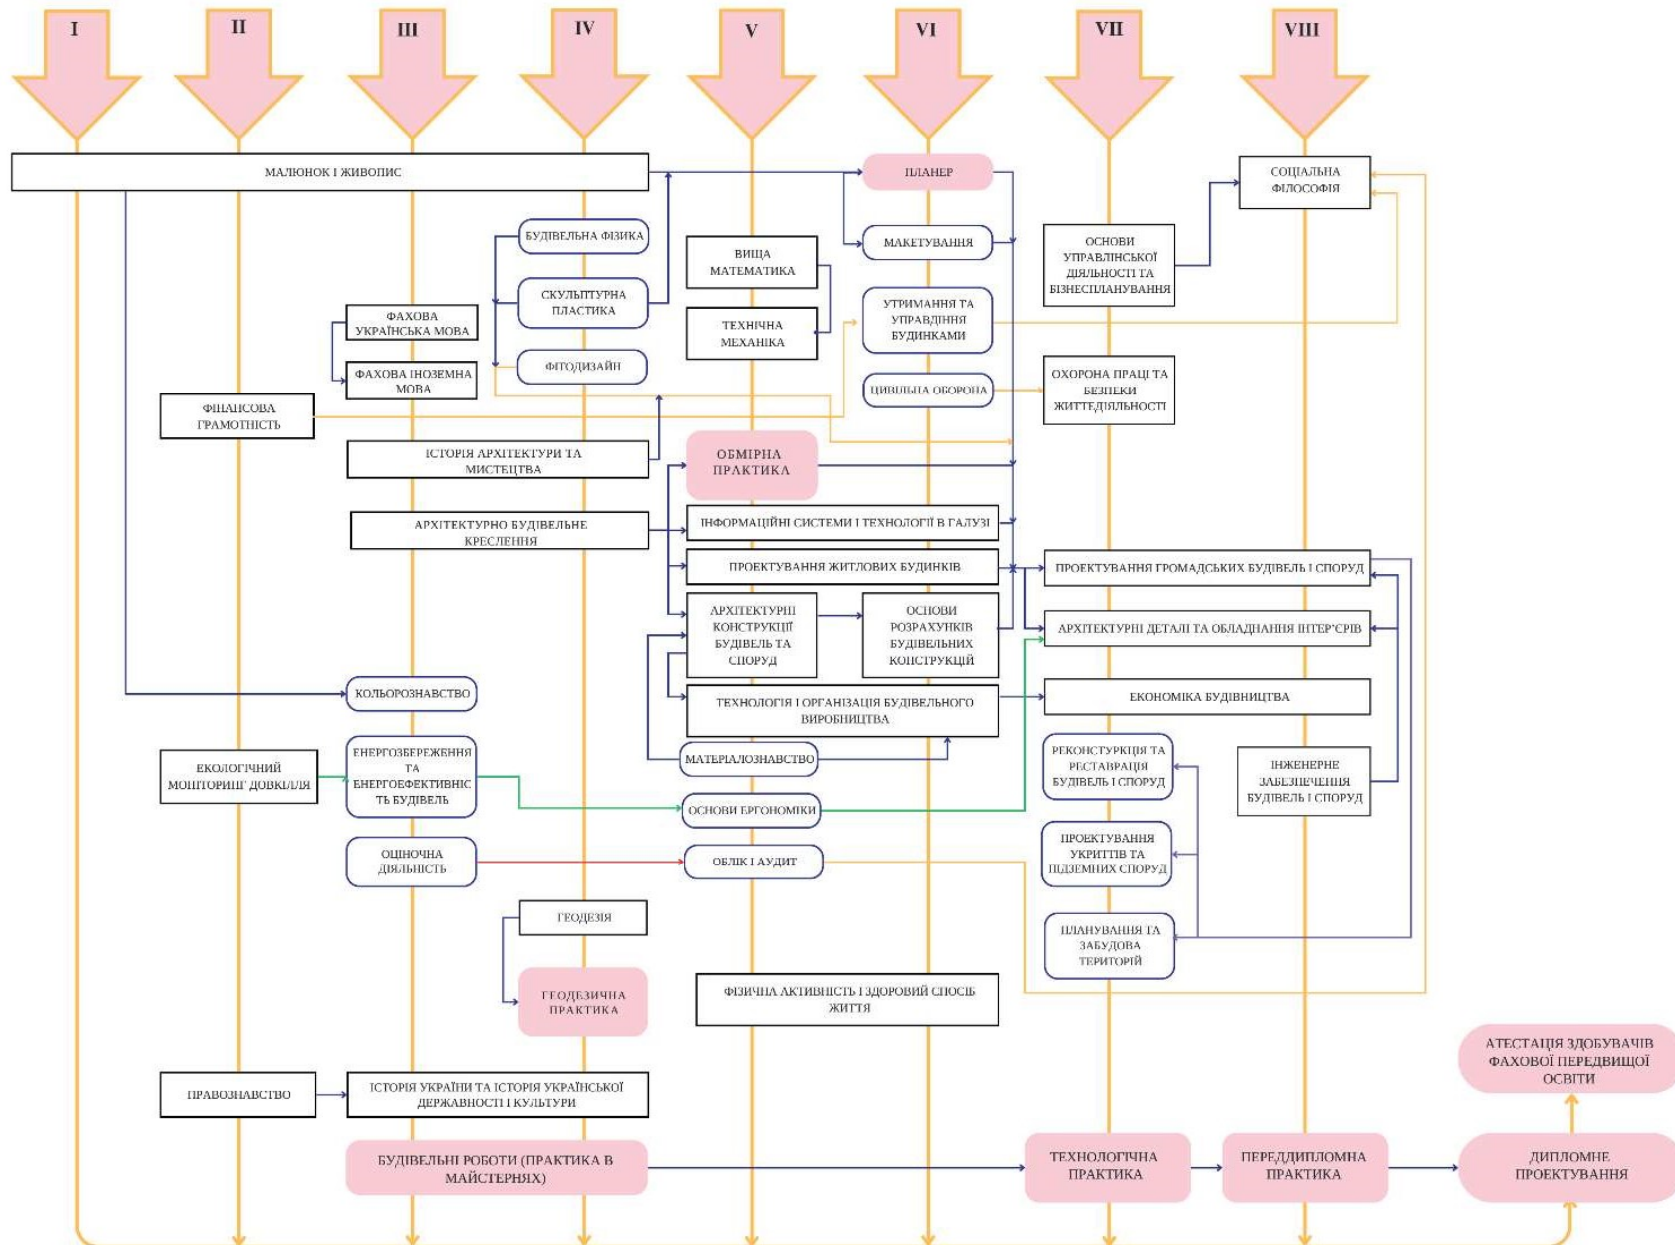 I
II
III
IV
V
VI
VII
VIII
МАЛЮНОК І ЖИВОПИС
ПЛАНЕР
СОЦІАЛЬНА
ФІЛОСОФІЯ
БУДІВЕЛЬНА ФІЗИКА
МАКЕТУВАННЯ
ВИЩА
МАТЕМАТИКА
ОСНОВИ
УПРАВЛІНСЬКОЇ
ДІЯЛЬНОСТІ ТА
БІЗНЕСПЛАНУВАННЯ
СКУЛЬПТУРНА
ПЛАСТИКА
УТРИМАННЯ ТА
УПРАВДІННЯ
БУДИНКАМИ
ФАХОВА
УКРАЇНСЬКА МОВА
ТЕХНІЧНА
МЕХАНІКА
ФАХОВА ІНОЗЕМНА
МОВА
ФІТОДИЗАЙН
ЦИВІЛЬНА ОБОРОНА
ОХОРОНА ПРАЦІ ТА
БЕЗПЕКИ
ЖИТТЄДІЯЛЬНОСТІ
ФІНАНСОВА
ГРАМОТНІСТЬ
ІСТОРІЯ АРХІТЕКТУРИ ТА
МИСТЕЦТВА
ОБМІРНА
ПРАКТИКА
АРХІТЕКТУРНО БУДІВЕЛЬНЕ
КРЕСЛЕННЯ
ІНФОРМАЦІЙНІ СИСТЕМИ І ТЕХНОЛОГІЇ В ГАЛУЗІ
ПРОЕКТУВАННЯ ЖИТЛОВИХ БУДИНКІВ
ПРОЕКТУВАННЯ ГРОМАДСЬКИХ БУДІВЕЛЬ І СПОРУД
АРХІТЕКТУРНІ
КОНСТРУКЦІЇ
БУДІВЕЛЬ ТА
СПОРУД
ОСНОВИ
РОЗРАХУНКІВ
БУДІВЕЛЬНИХ
КОНСТРУКЦІЙ
АРХІТЕКТУРНІ ДЕТАЛІ ТА ОБЛАДНАННЯ ІНТЕР'ЄРІВ
КОЛЬОРОЗНАВСТВО
ТЕХНОЛОГІЯ І ОРГАНІЗАЦІЯ БУДІВЕЛЬНОГО
ВИРОБНИЦТВА
ЕКОНОМІКА БУДІВНИЦТВА
ЕКОЛОГІЧНИЙ
МОНІТОРИНГ ДОВКІЛЛЯ
ЕНЕРГОЗБЕРЕЖЕННЯ
ТА
ЕНЕРГОЕФЕКТИВНІС
ТЬ БУДІВЕЛЬ
МАТЕРІАЛОЗНАВСТВО
РЕКОНСТУРКЦІЯ ТА
РЕСТАВРАЦІЯ
БУДІВЕЛЬ І СПОРУД
ІНЖЕНЕРНЕ
ЗАБЕЗПЕЧЕННЯ
БУДІВЕЛЬ І СПОРУД
ОСНОВИ ЕРГОНОМІКИ
ОЦІНОЧНА
ДІЯЛЬНІСТЬ
ОБЛІК І АУДИТ
ПРОЕКТУВАННЯ
УКРИТТІВ ТА
ПІДЗЕМНИХ СПОРУД
ГЕОДЕЗІЯ
ПЛАНУВАННЯ ТА
ЗАБУДОВА
ТЕРИТОРІЙ
ГЕОДЕЗИЧНА
ПРАКТИКА
ФІЗИЧНА АКТИВНІСТЬ І ЗДОРОВИЙ СПОСІБ
ЖИТТЯ
АТЕСТАЦІЯ ЗДОБУВАЧІВ
ФАХОВОЇ ПЕРЕДВИЩОЇ
ОСВІТИ
ПРАВОЗНАВСТВО
ІСТОРІЯ УКРАЇНИ ТА ІСТОРІЯ УКРАЇНСЬКОЇ
ДЕРЖАВНОСТІ І КУЛЬТУРИ
БУДІВЕЛЬНІ РОБОТИ (ПРАКТИКА В
МАЙСТЕРНЯХ)
ТЕХНОЛОГІЧНА
ПРАКТИКА
ПЕРЕДДИПЛОМНА
ПРАКТИКА
ДИПЛОМНЕ
ПРОЕКТУВАННЯ